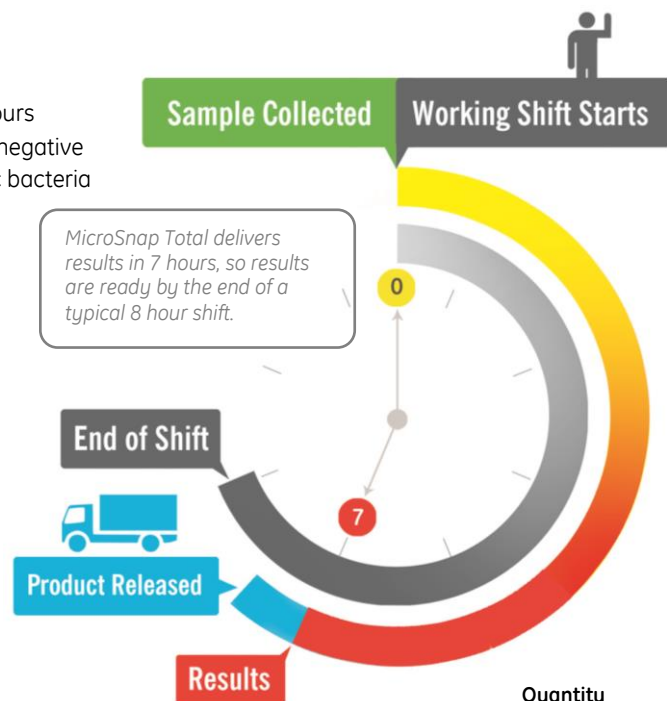 ours
negative
bacteria
Sample Collected
Working Shift Starts
MicroSnap Total delivers
results in 7 hours, so results
are ready by the end of a
typical 8 hour shift.
0
End of Shift
7
Product Released
Results
Quantity